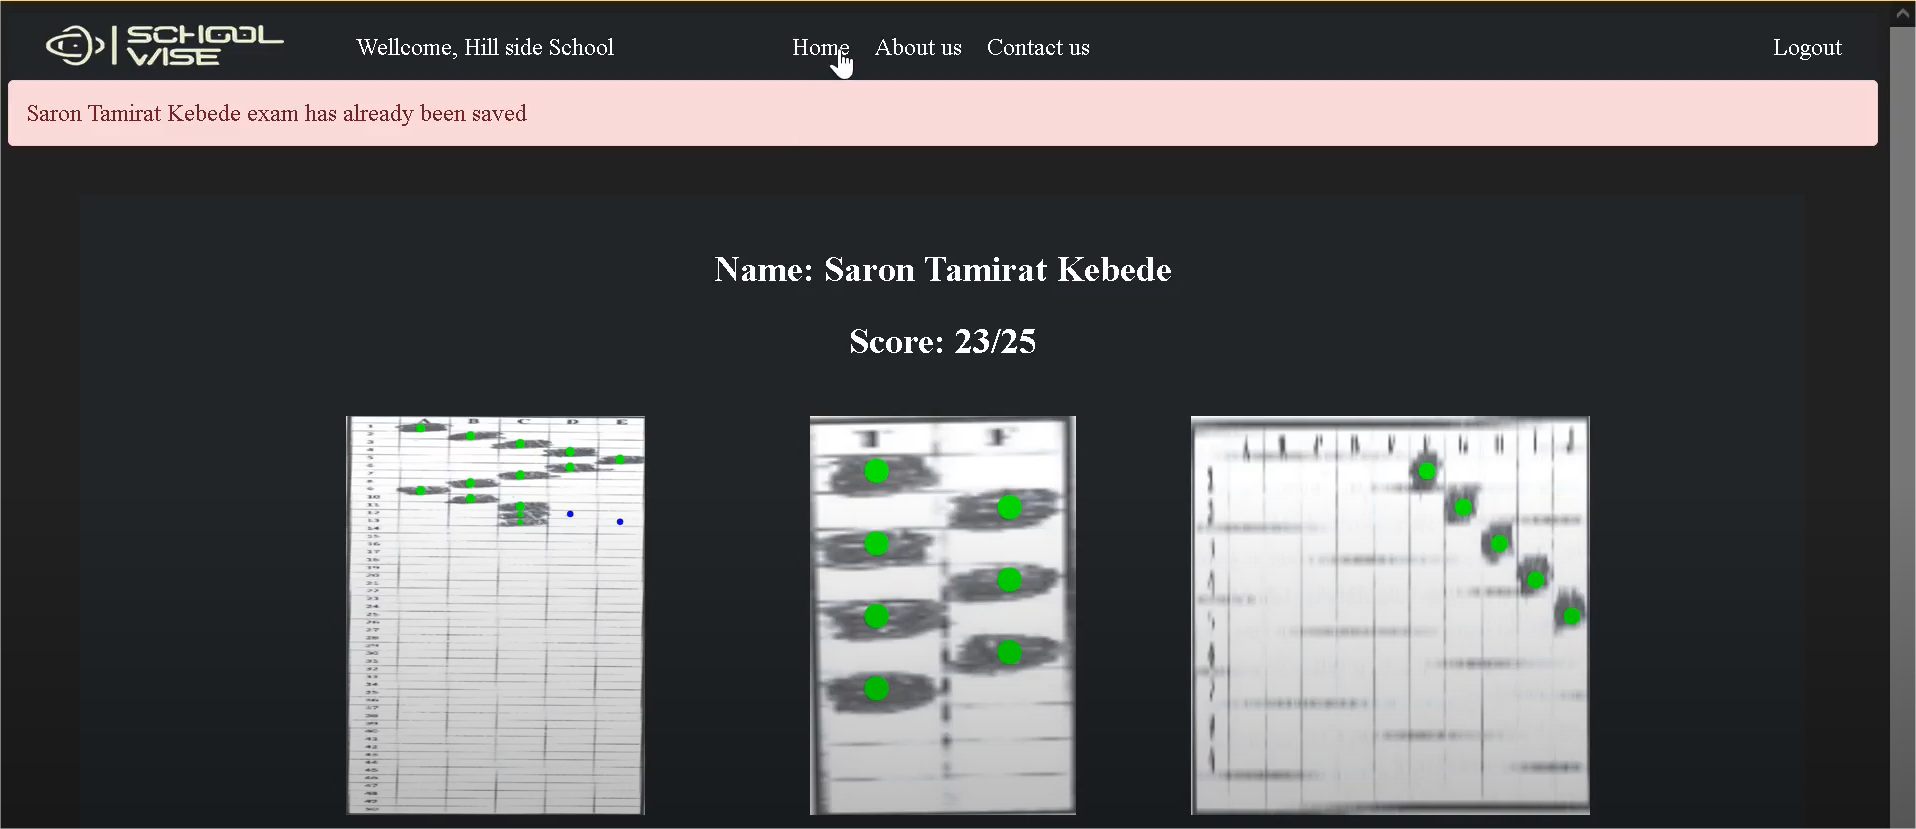 SCHOOL
WISE
Wellcome, Hill side School
Home
About us
Contact us
Logout
Saron Tamirat Kebede exam has already been saved
Name: Saron Tamirat Kebede
Score: 23/25
A B C D E
T F